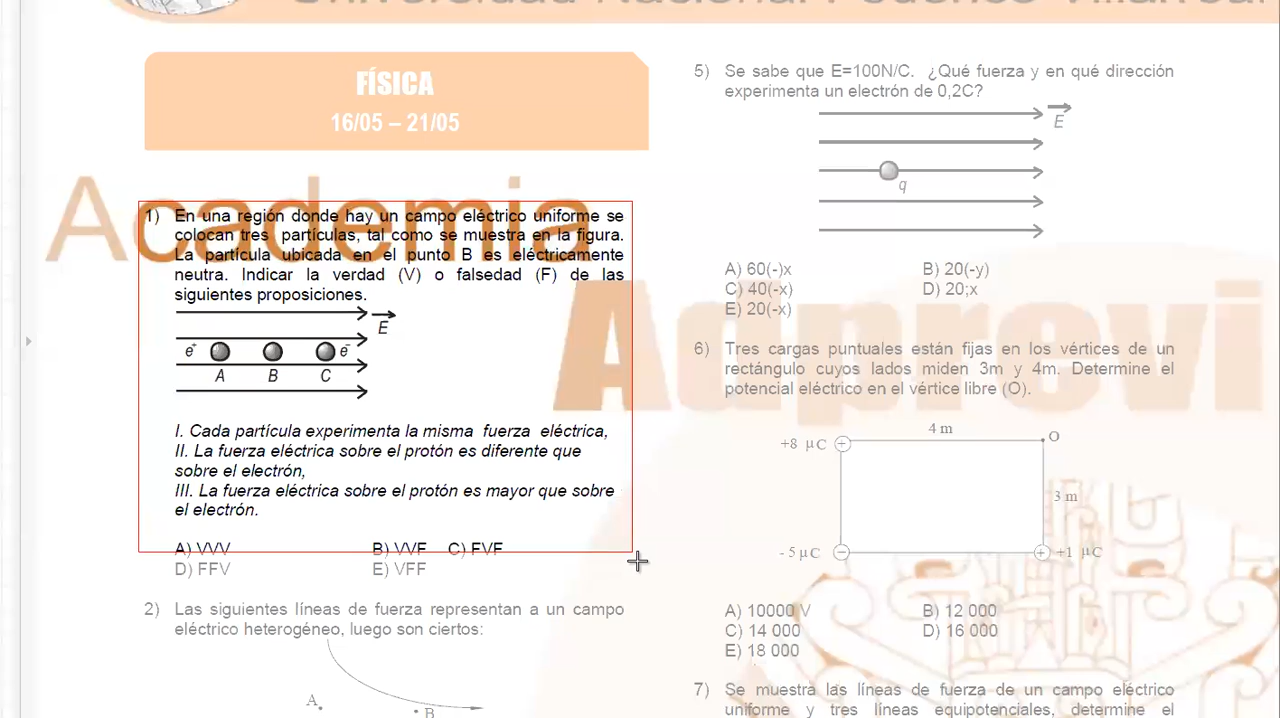 FÍSICA
16/05 – 21/05
Academia
Adprevi
1) En una región donde hay un campo eléctrico uniforme se
colocan tres partículas, tal como se muestra en la figura.
La partícula ubicada en el punto B es eléctricamente
neutra. Indicar la verdad (V) o falsedad (F) de las
siguientes proposiciones.
E
e+ e-
A B C
I. Cada partícula experimenta la misma fuerza eléctrica,
II. La fuerza eléctrica sobre el protón es diferente que
sobre el electrón,
III. La fuerza eléctrica sobre el protón es mayor que sobre
el electrón.
A) VVV B) VVF C) FVF
D) FFV E) VFF
2) Las siguientes líneas de fuerza representan a un campo
eléctrico heterogéneo, luego son ciertos:
A
B
5) Se sabe que E=100N/C. ¿Qué fuerza y en qué dirección
experimenta un electrón de 0,2C?
E
q
A) 60(-)x B) 20(-y)
C) 40(-x) D) 20;x
E) 20(-x)
6) Tres cargas puntuales están fijas en los vértices de un
rectángulo cuyos lados miden 3m y 4m. Determine el
potencial eléctrico en el vértice libre (O).
4 m
+8 μC O
3 m
- 5 μC +1 μC
A) 10000 V B) 12 000
C) 14 000 D) 16 000
E) 18 000
7) Se muestra las líneas de fuerza de un campo eléctrico
uniforme y tres líneas equipotenciales, determine el